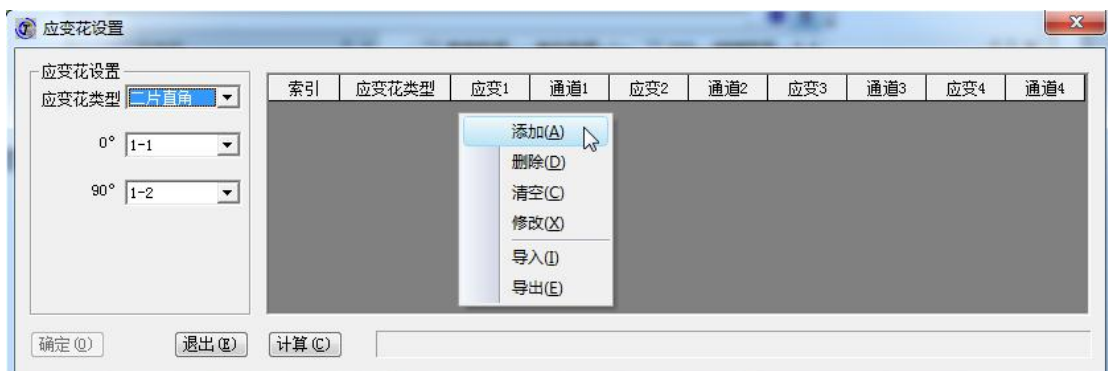 应变花设置
应变花设置
应变花类型 二片直角
0° 1-1
90° 1-2
索引 应变花类型 应变1 通道1 应变2 通道2 应变3 通道3 应变4 通道4
添加(A)
删除(D)
清空(C)
修改(X)
导入(I)
导出(E)
确定(O) 退出(E) 计算(C)